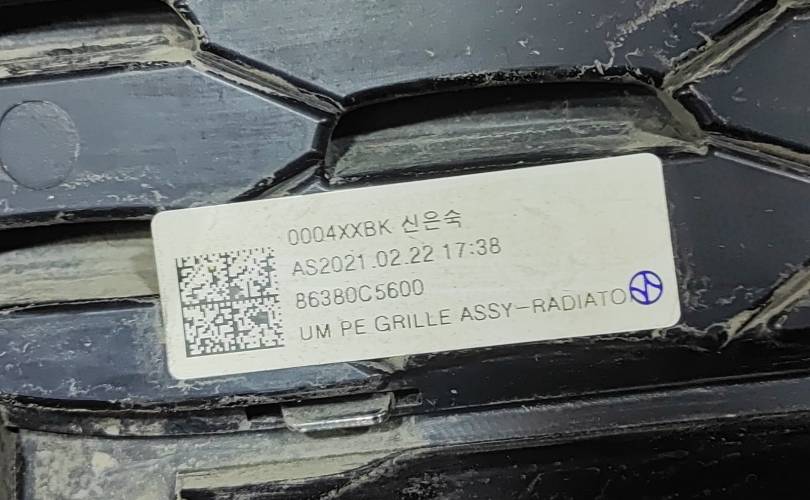 0004XXBK 신은숙
AS2021.02.22 17:38
86380C5600
UM PE GRILLE ASSY-RADIATO